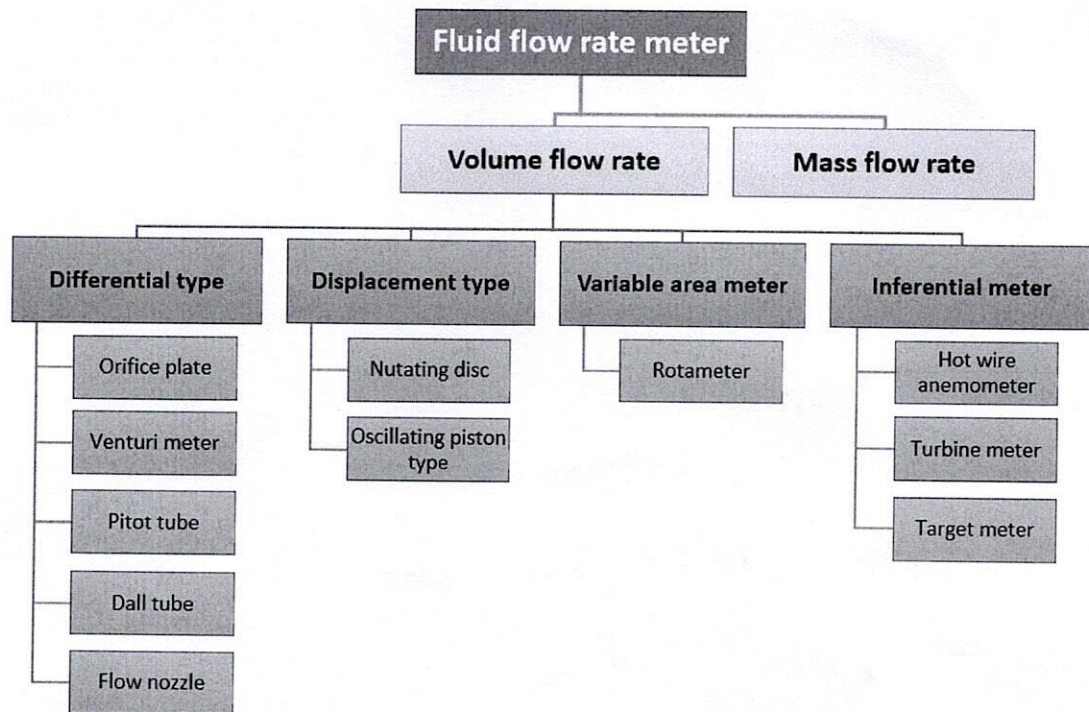 Fluid flow rate meter
Volume flow rate
Mass flow rate
Differential type
Displacement type
Variable area meter
Inferential meter
Orifice plate
Venturi meter
Pitot tube
Dall tube
Flow nozzle
Nutating disc
Oscillating piston
type
Rotameter
Hot wire
anemometer
Turbine meter
Target meter